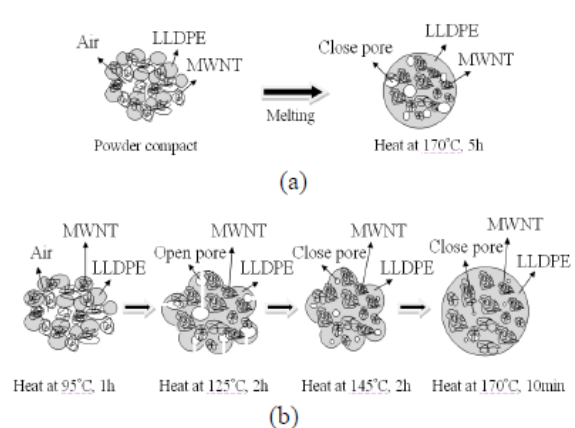 Air
LLDPE
MWNT
Powder compact
Melting
Close pore
LLDPE
MWNT
Heat at 170°C, 5h
(a)
Air
MWNT
LLDPE
Heat at 95°C, 1h
Open pore
MWNT
LLDPE
Heat at 125°C, 2h
Close pore
MWNT
LLDPE
Heat at 145°C, 2h
Close pore
MWNT
LLDPE
Heat at 170°C, 10min
(b)